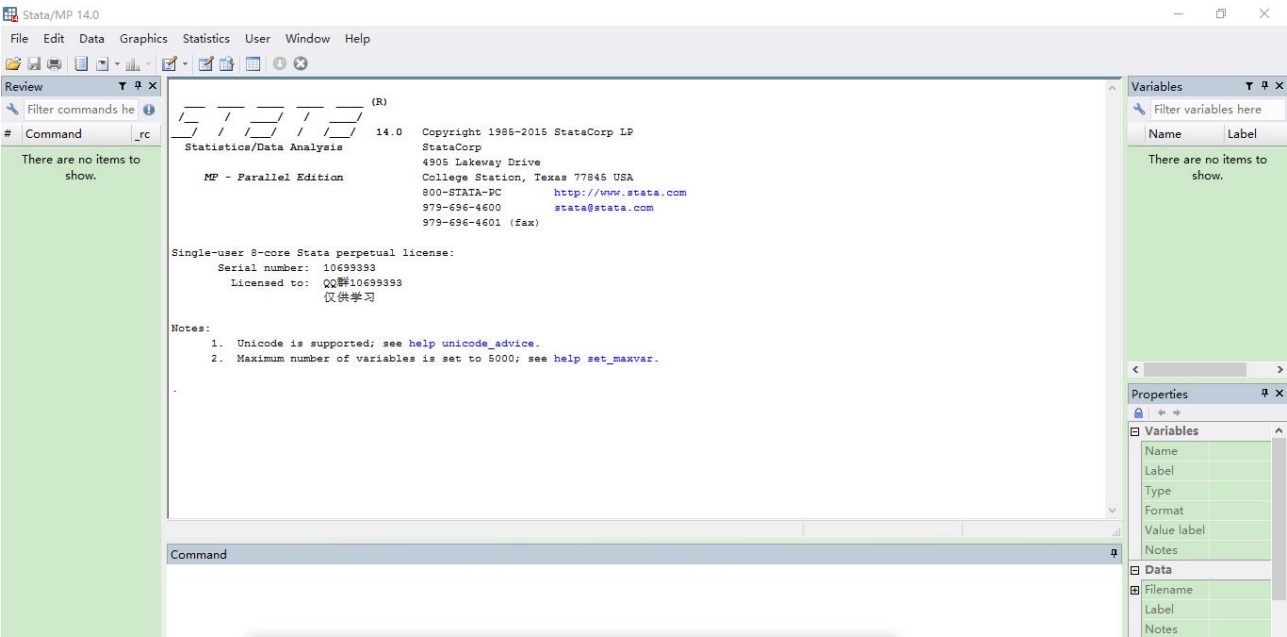 Stata/MP 14.0
File Edit Data Graphics Statistics User Window Help
Review
Filter commands he
# Command _rc
There are no items to
show.
(R)
14.0 Copyright 1985-2015 StataCorp LP
Statistics/Data Analysis StataCorp
4905 Lakeway Drive
MP - Parallel Edition College Station, Texas 77845 USA
800-STATA-PC http://www.stata.com
979-696-4600 stata@stata.com
979-696-4601 (fax)
Single-user 8-core Stata perpetual license:
Serial number: 10699393
Licensed to: QQ群10699393
仅供学习
Notes:
1. Unicode is supported; see help unicode_advice.
2. Maximum number of variables is set to 5000; see help set_maxvar.
.
Command
Variables
Filter variables here
Name Label
There are no items to
show.
Properties
Variables
Name
Label
Type
Format
Value label
Notes
Data
Filename
Label
Notes